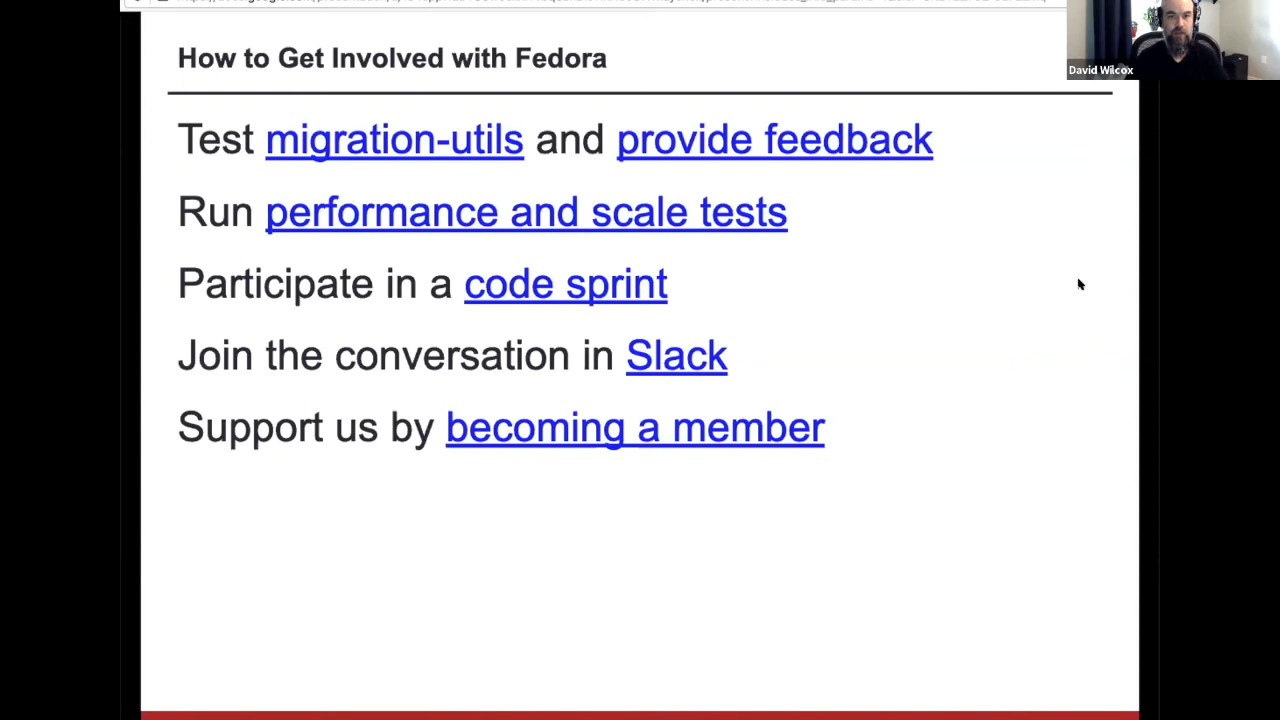 How to Get Involved with Fedora
David Wilcox
Test migration-utils and provide feedback
Run performance and scale tests
Participate in a code sprint
Join the conversation in Slack
Support us by becoming a member